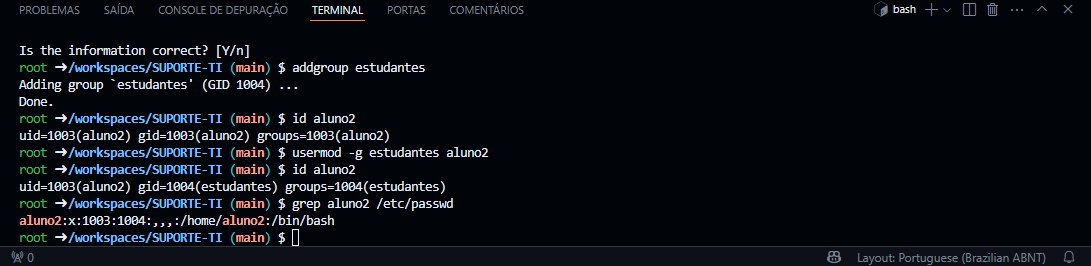 PROBLEMAS SAÍDA CONSOLE DE DEPURAÇÃO TERMINAL PORTAS COMENTÁRIOS bash
Is the information correct? [Y/n]
root ➜/workspaces/SUPORTE-TI (main) $ addgroup estudantes
Adding group `estudantes' (GID 1004) ...
Done.
root ➜/workspaces/SUPORTE-TI (main) $ id aluno2
uid=1003(aluno2) gid=1003(aluno2) groups=1003(aluno2)
root ➜/workspaces/SUPORTE-TI (main) $ usermod -g estudantes aluno2
root ➜/workspaces/SUPORTE-TI (main) $ id aluno2
uid=1003(aluno2) gid=1004(estudantes) groups=1004(estudantes)
root ➜/workspaces/SUPORTE-TI (main) $ grep aluno2 /etc/passwd
aluno2:x:1003:1004:,,,:/home/aluno2:/bin/bash
root ➜/workspaces/SUPORTE-TI (main) $
0 Layout: Portuguese (Brazilian ABNT)